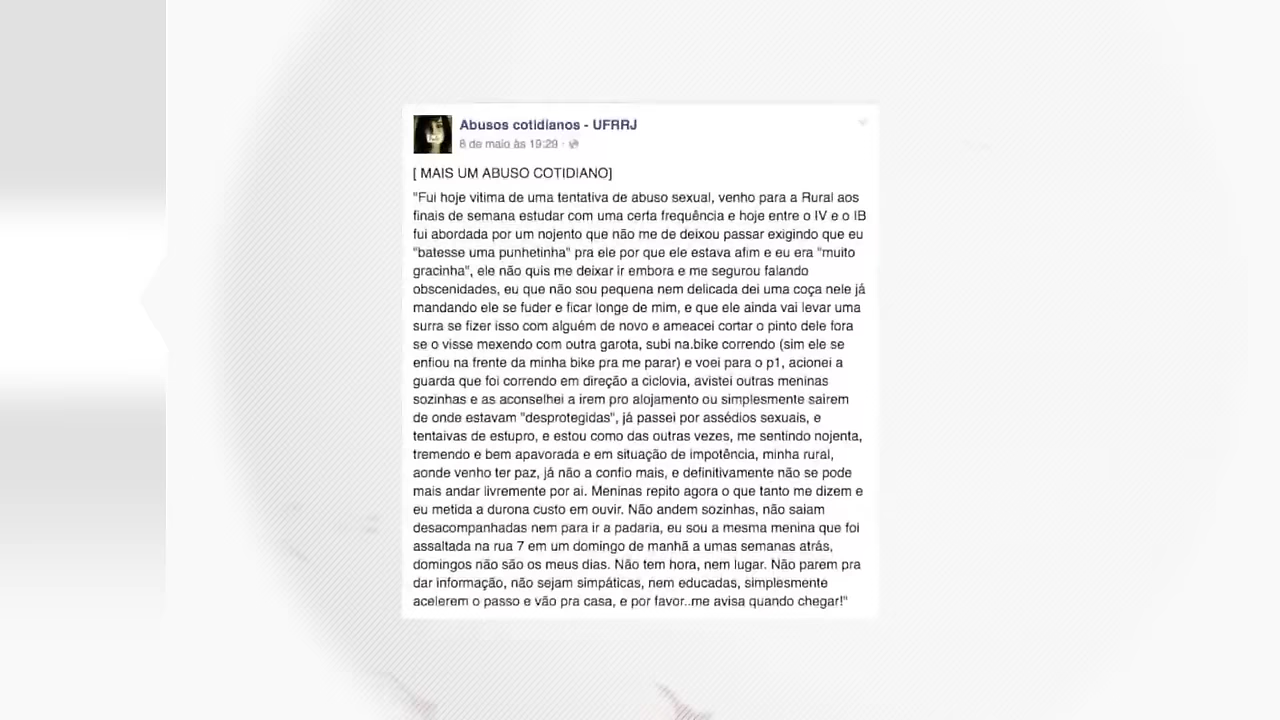 Abusos cotidianos - UFRRJ
6 de maio às 19:29 ·
[ MAIS UM ABUSO COTIDIANO]
"Fui hoje vitima de uma tentativa de abuso sexual, venho para a Rural aos
finais de semana estudar com uma certa frequência e hoje entre o IV e o IB
fui abordada por um nojento que não me de deixou passar exigindo que eu
"batesse uma punhetinha" pra ele por que ele estava afim e eu era "muito
gracinha", ele não quis me deixar ir embora e me segurou falando
obscenidades, eu que não sou pequena nem delicada dei uma coça nele já
mandando ele se fuder e ficar longe de mim, e que ele ainda vai levar uma
surra se fizer isso com alguém de novo e ameacei cortar o pinto dele fora
se o visse mexendo com outra garota, subi na.bike correndo (sim ele se
enfiou na frente da minha bike pra me parar) e voei para o p1, acionei a
guarda que foi correndo em direção a ciclovia, avistei outras meninas
sozinhas e as aconselhei a irem pro alojamento ou simplesmente sairem
de onde estavam "desprotegidas", já passei por assédios sexuais, e
tentaivas de estupro, e estou como das outras vezes, me sentindo nojenta,
tremendo e bem apavorada e em situação de impotência, minha rural,
aonde venho ter paz, já não a confio mais, e definitivamente não se pode
mais andar livremente por ai. Meninas repito agora o que tanto me dizem e
eu metida a durona custo em ouvir. Não andem sozinhas, não saiam
desacompanhadas nem para ir a padaria, eu sou a mesma menina que foi
assaltada na rua 7 em um domingo de manhã a umas semanas atrás,
domingos não são os meus dias. Não tem hora, nem lugar. Não parem pra
dar informação, não sejam simpáticas, nem educadas, simplesmente
acelerem o passo e vão pra casa, e por favor..me avisa quando chegar!"